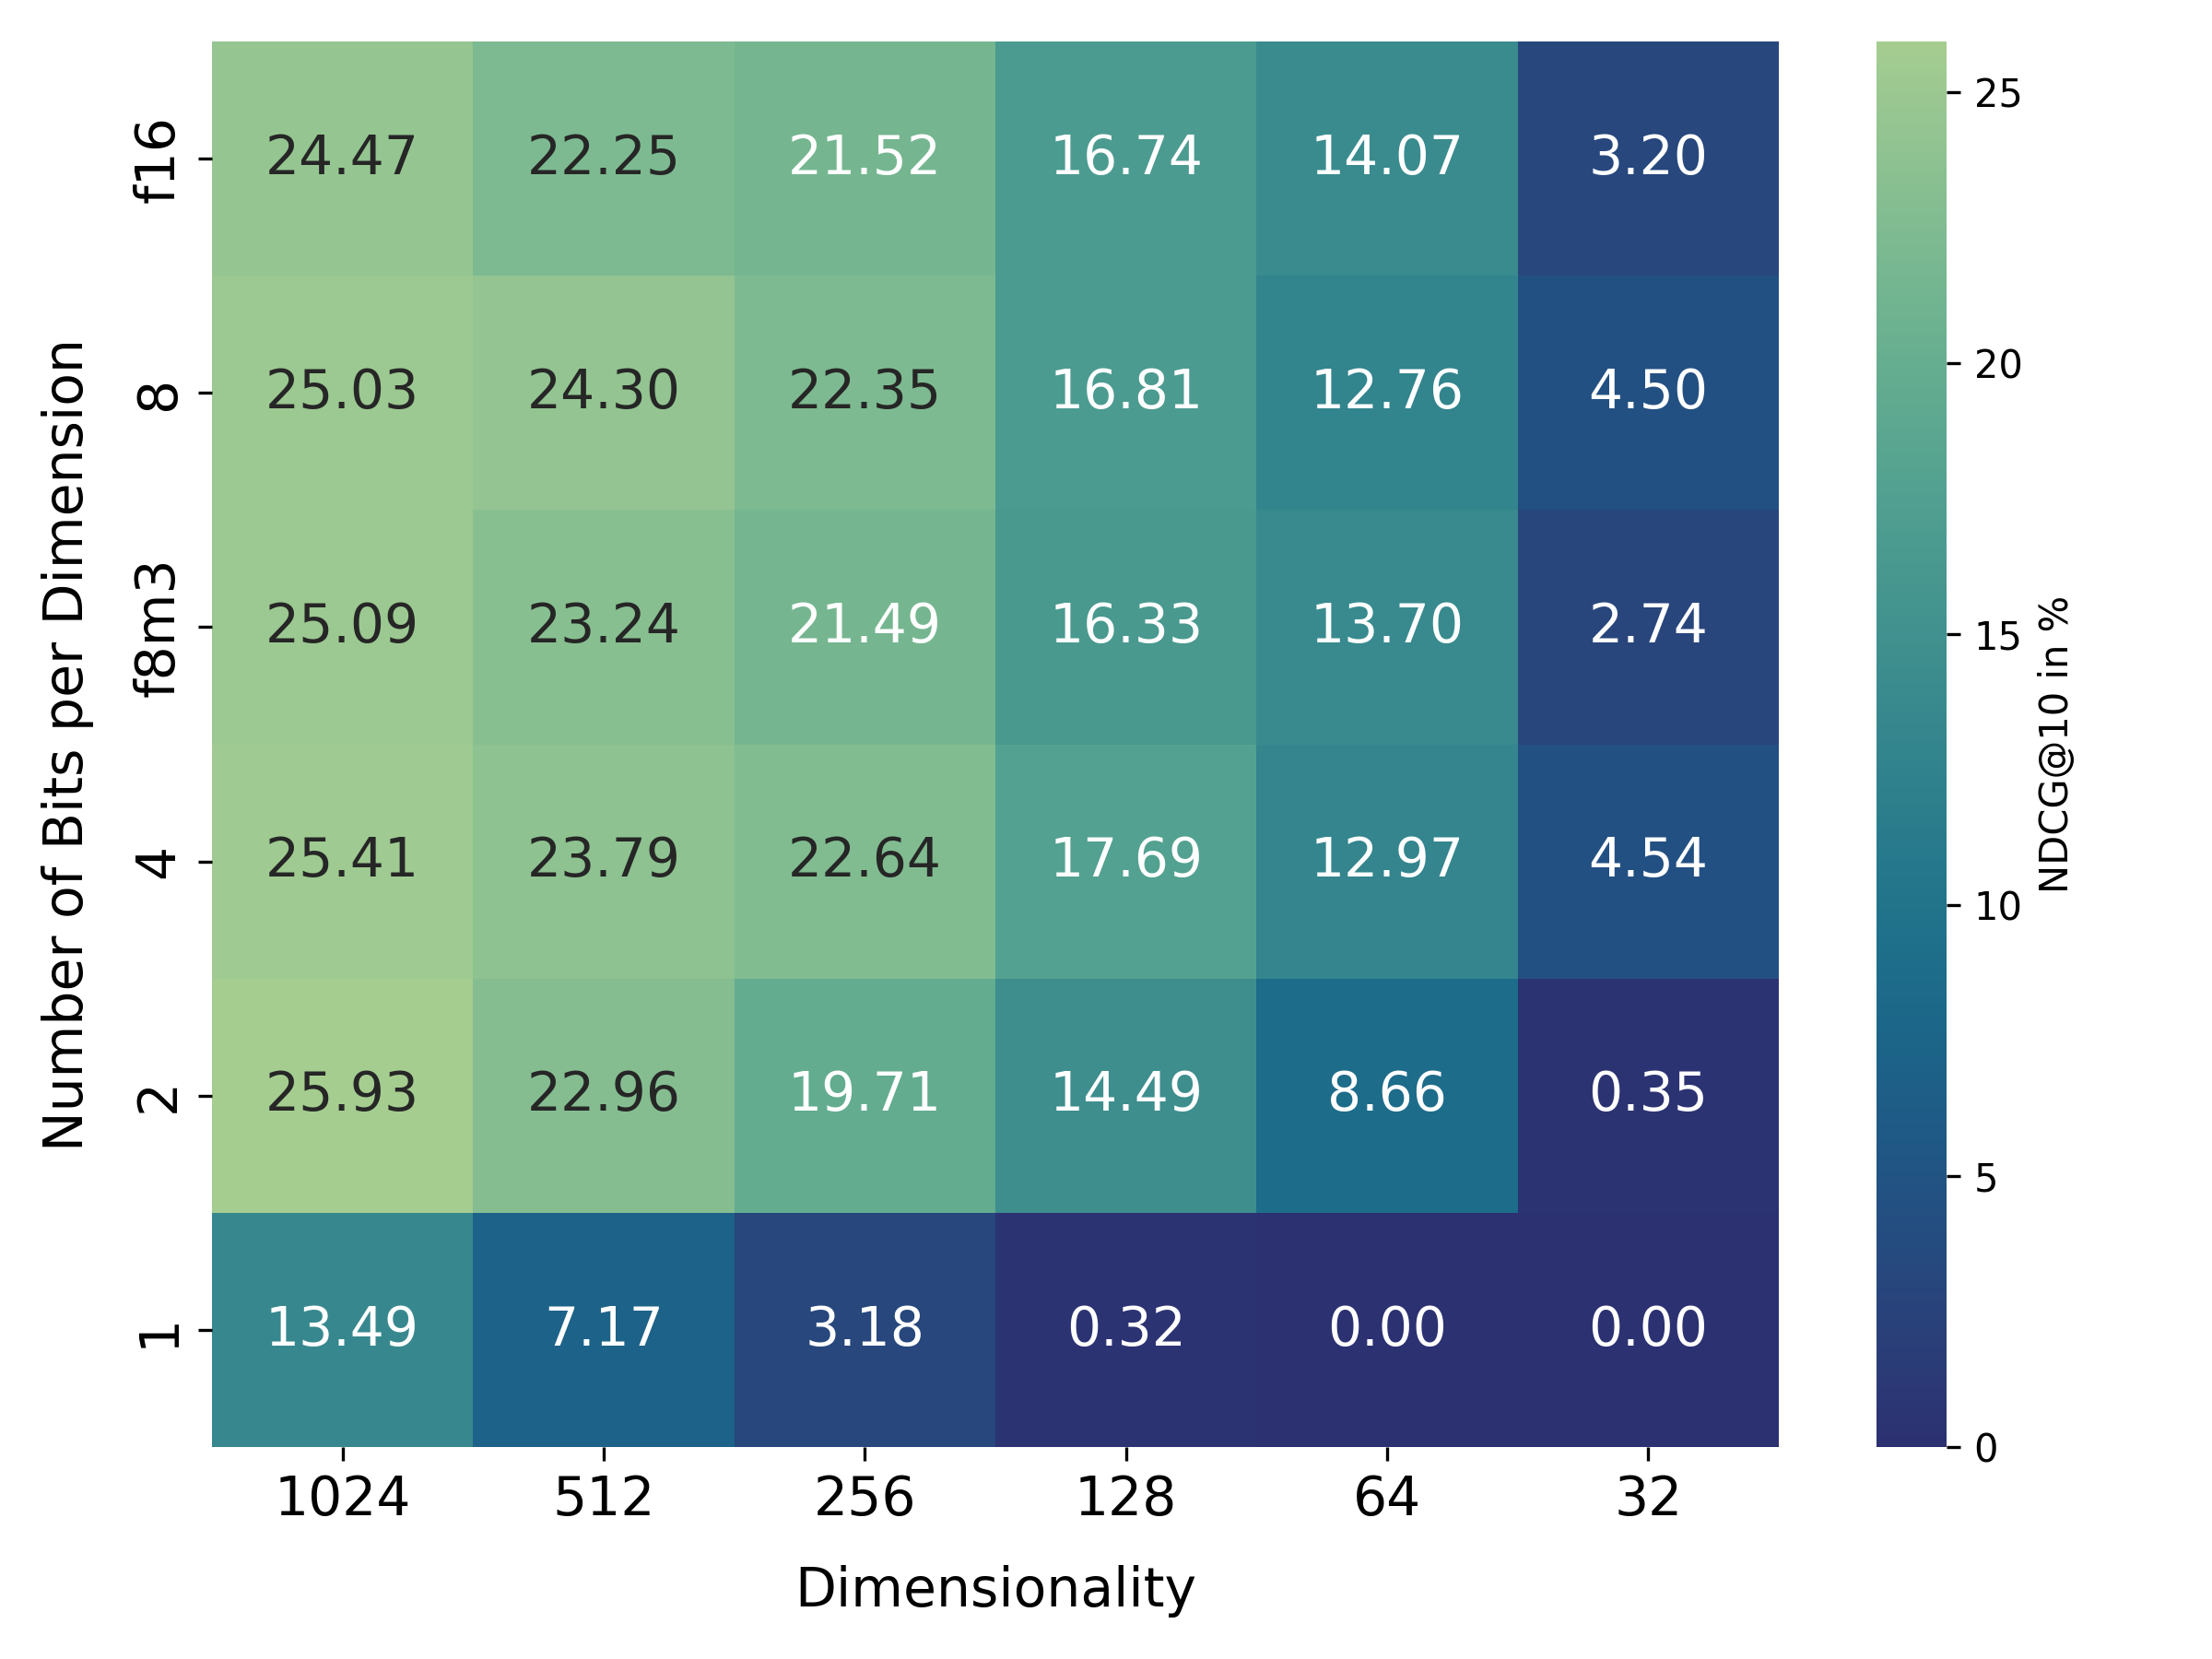 Number of Bits per Dimension
f16 24.47 22.25 21.52 16.74 14.07 3.20
8 25.03 24.30 22.35 16.81 12.76 4.50
f8m3 25.09 23.24 21.49 16.33 13.70 2.74
4 25.41 23.79 22.64 17.69 12.97 4.54
2 25.93 22.96 19.71 14.49 8.66 0.35
1 13.49 7.17 3.18 0.32 0.00 0.00
1024 512 256 128 64 32
Dimensionality
25
20
15
10
5
0
NDCG@10 in %